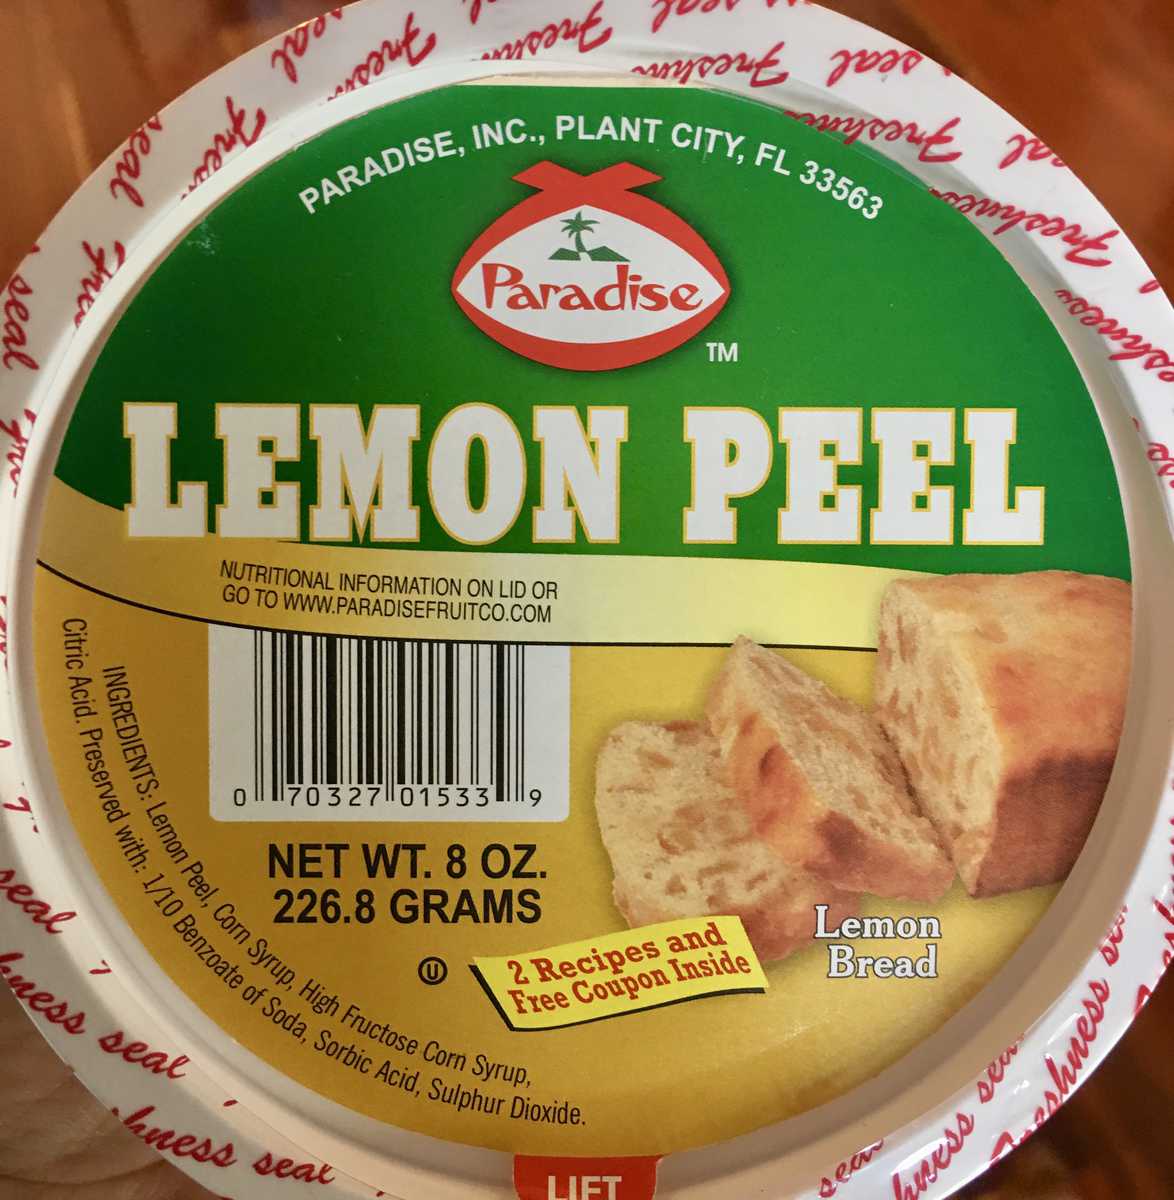 PARADISE, INC., PLANT CITY, FL 33563
Paradise
TM
LEMON PEEL
NUTRITIONAL INFORMATION ON LID OR
GO TO WWW.PARADISEFRUITCO.COM
0 70327 01533 9
NET WT. 8 OZ.
226.8 GRAMS
U
INGREDIENTS: Lemon Peel, Corn Syrup, High Fructose Corn Syrup,
Citric Acid. Preserved with: 1/10 Benzoate of Soda, Sorbic Acid, Sulphur Dioxide.
2 Recipes and
Free Coupon Inside
Lemon
Bread
LIFT
Freshness seal